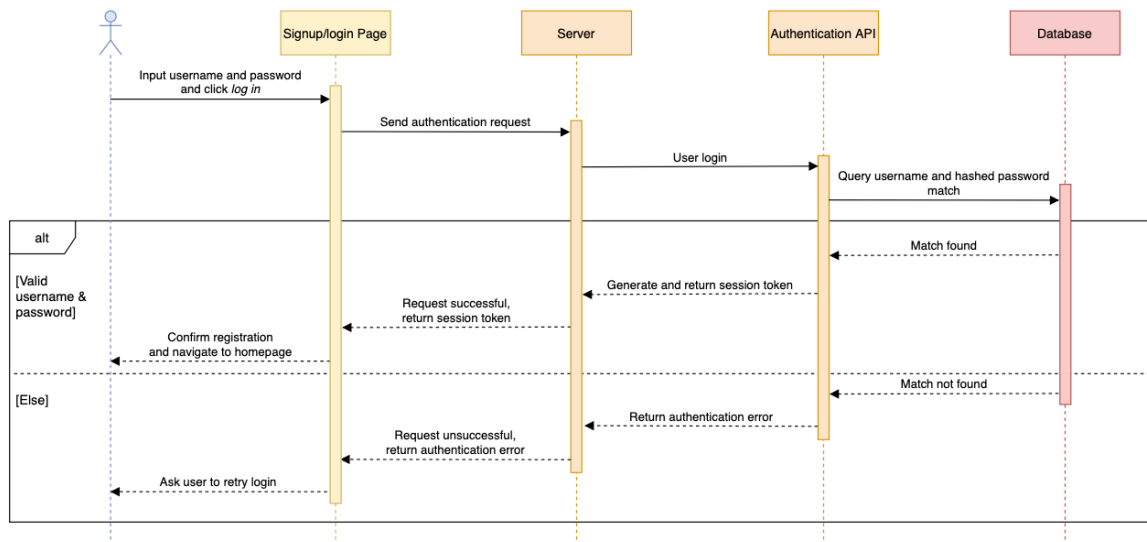 Signup/login Page
Server
Authentication API
Database
Input username and password
and click log in
Send authentication request
User login
Query username and hashed password
match
alt
Match found
[Valid
username &
password]
Generate and return session token
Request successful,
return session token
Confirm registration
and navigate to homepage
Match not found
[Else]
Return authentication error
Request unsuccessful,
return authentication error
Ask user to retry login